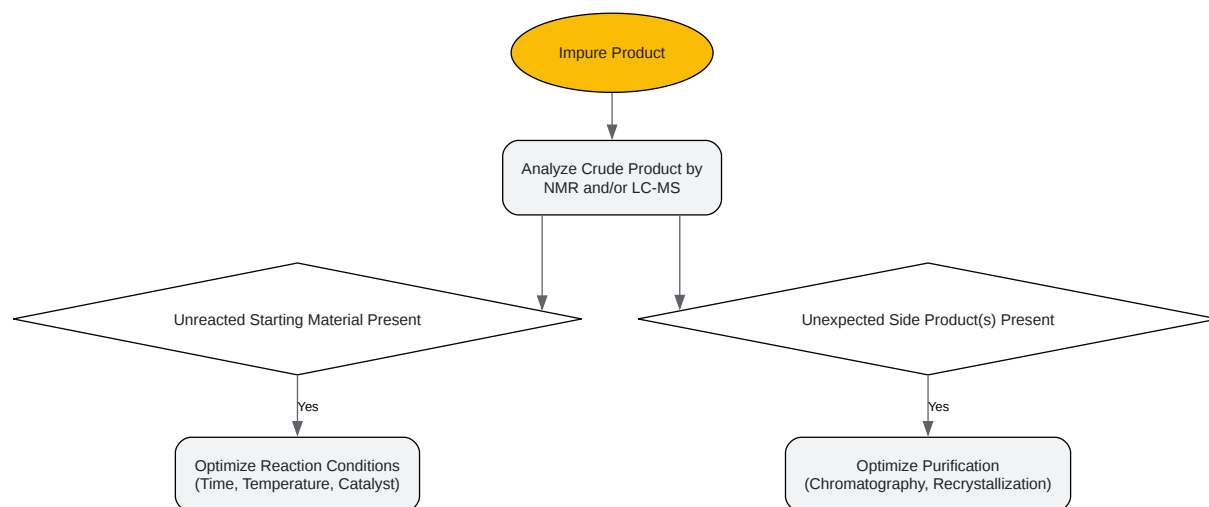 Impure Product
Analyze Crude Product by
NMR and/or LC-MS
Unreacted Starting Material Present
Unexpected Side Product(s) Present
Yes
Yes
Optimize Reaction Conditions
(Time, Temperature, Catalyst)
Optimize Purification
(Chromatography, Recrystallization)